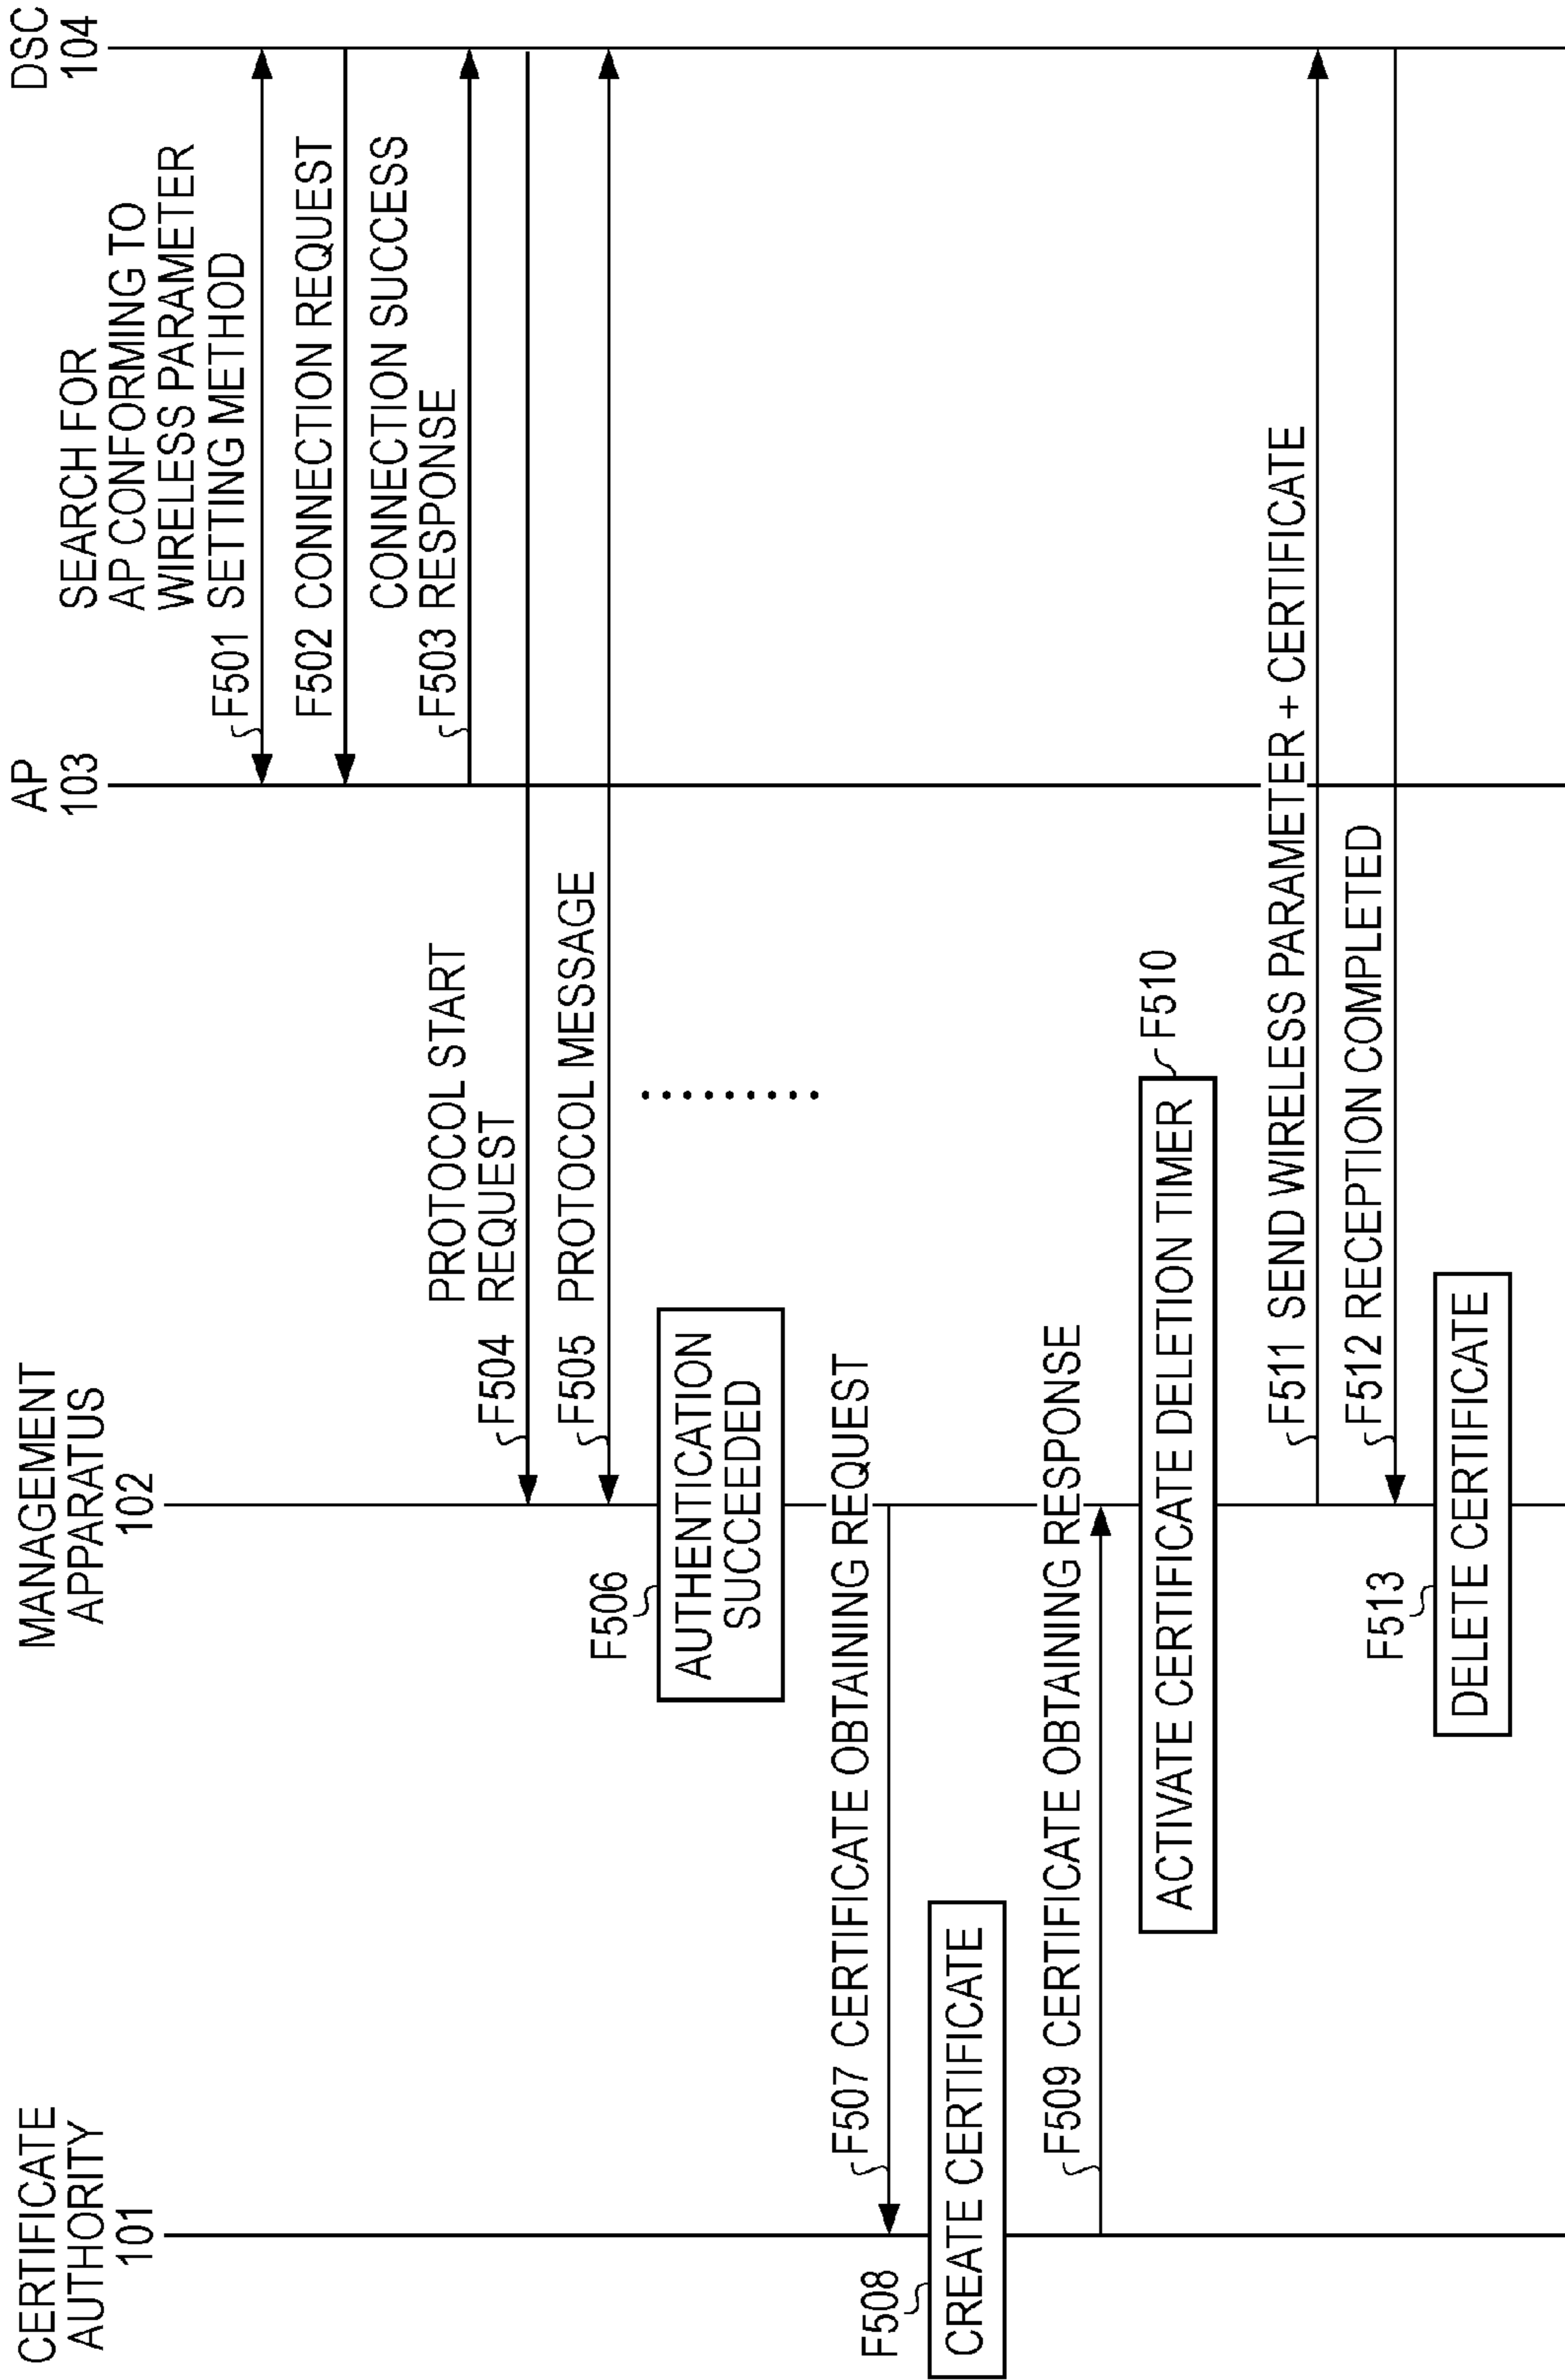 CERTIFICATE
AUTHORITY
101
MANAGEMENT
APPARATUS
102
AP
103
DSC
104
SEARCH FOR
AP CONFORMING TO
WIRELESS PARAMETER
F501 SETTING METHOD
F502 CONNECTION REQUEST
CONNECTION SUCCESS
F503 RESPONSE
PROTOCOL START
F504 REQUEST
F505 PROTOCOL MESSAGE
F506
AUTHENTICATION
SUCCEEDED
F507 CERTIFICATE OBTAINING REQUEST
F508
CREATE CERTIFICATE
F509 CERTIFICATE OBTAINING RESPONSE
F510
ACTIVATE CERTIFICATE DELETION TIMER
F511 SEND WIRELESS PARAMETER + CERTIFICATE
F512 RECEPTION COMPLETED
F513
DELETE CERTIFICATE